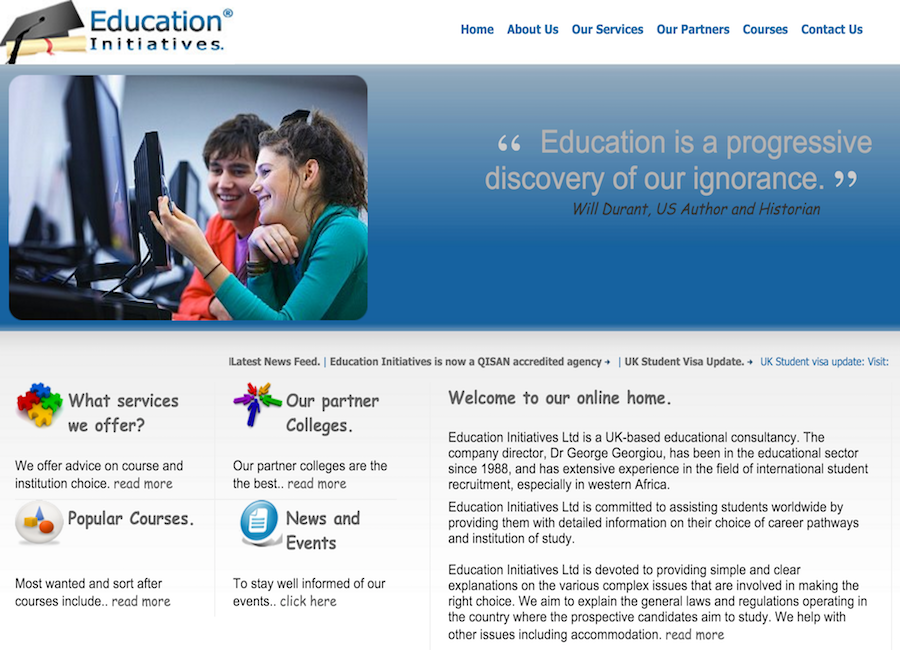 Education®
Initiatives.
Home About Us Our Services Our Partners Courses Contact Us
“ Education is a progressive
discovery of our ignorance. ”
Will Durant, US Author and Historian
Latest News Feed. | Education Initiatives is now a QISAN accredited agency | UK Student Visa Update. UK Student visa update: Visit:
What services
we offer?
We offer advice on course and
institution choice. read more
Our partner
Colleges.
Our partner colleges are the
the best.. read more
Popular Courses.
Most wanted and sort after
courses include.. read more
News and
Events
To stay well informed of our
events.. click here
Welcome to our online home.
Education Initiatives Ltd is a UK-based educational consultancy. The
company director, Dr George Georgiou, has been in the educational sector
since 1988, and has extensive experience in the field of international student
recruitment, especially in western Africa.
Education Initiatives Ltd is committed to assisting students worldwide by
providing them with detailed information on their choice of career pathways
and institution of study.
Education Initiatives Ltd is devoted to providing simple and clear
explanations on the various complex issues that are involved in making the
right choice. We aim to explain the general laws and regulations operating in
the country where the prospective candidates aim to study. We help with
other issues including accommodation. read more